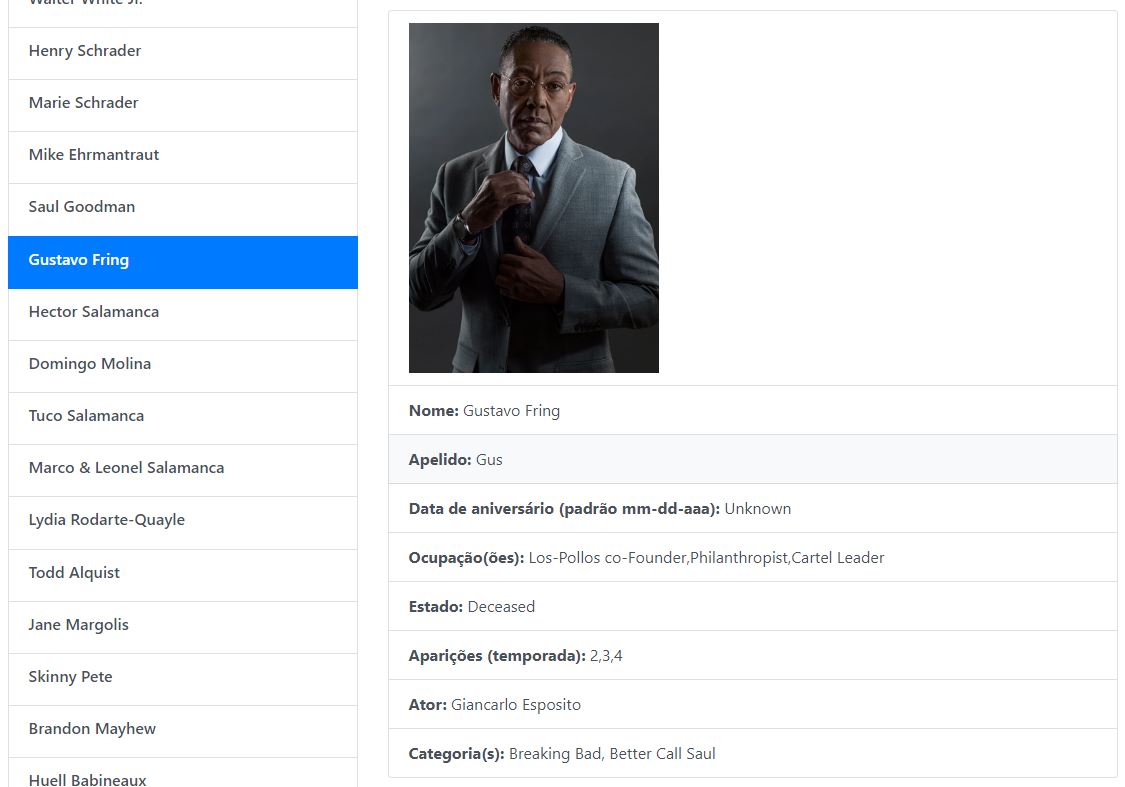 Walter White Jr.
Henry Schrader
Marie Schrader
Mike Ehrmantraut
Saul Goodman
Gustavo Fring
Hector Salamanca
Domingo Molina
Tuco Salamanca
Marco & Leonel Salamanca
Lydia Rodarte-Quayle
Todd Alquist
Jane Margolis
Skinny Pete
Brandon Mayhew
Huell Babineaux
Nome: Gustavo Fring
Apelido: Gus
Data de aniversário (padrão mm-dd-aaa): Unknown
Ocupação(ões): Los-Pollos co-Founder,Philanthropist,Cartel Leader
Estado: Deceased
Aparições (temporada): 2,3,4
Ator: Giancarlo Esposito
Categoria(s): Breaking Bad, Better Call Saul